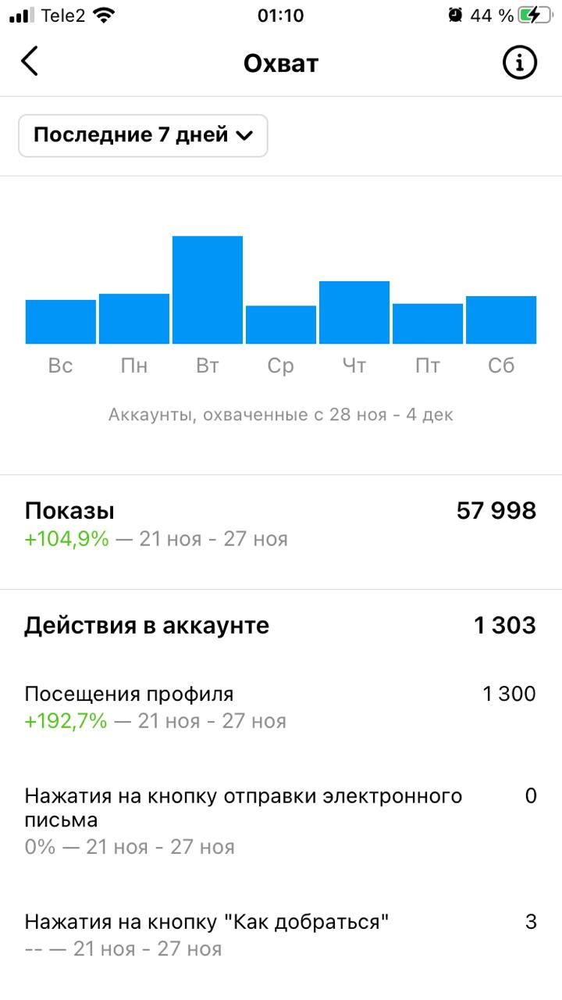 Tele2 01:10 44 %
Охват
Последние 7 дней
Вс Пн Вт Ср Чт Пт Сб
Аккаунты, охваченные с 28 ноя - 4 дек
Показы 57 998
+104,9% — 21 ноя - 27 ноя
Действия в аккаунте 1 303
Посещения профиля 1 300
+192,7% — 21 ноя - 27 ноя
Нажатия на кнопку отправки электронного 0
письма
0% — 21 ноя - 27 ноя
Нажатия на кнопку "Как добраться" 3
-- — 21 ноя - 27 ноя